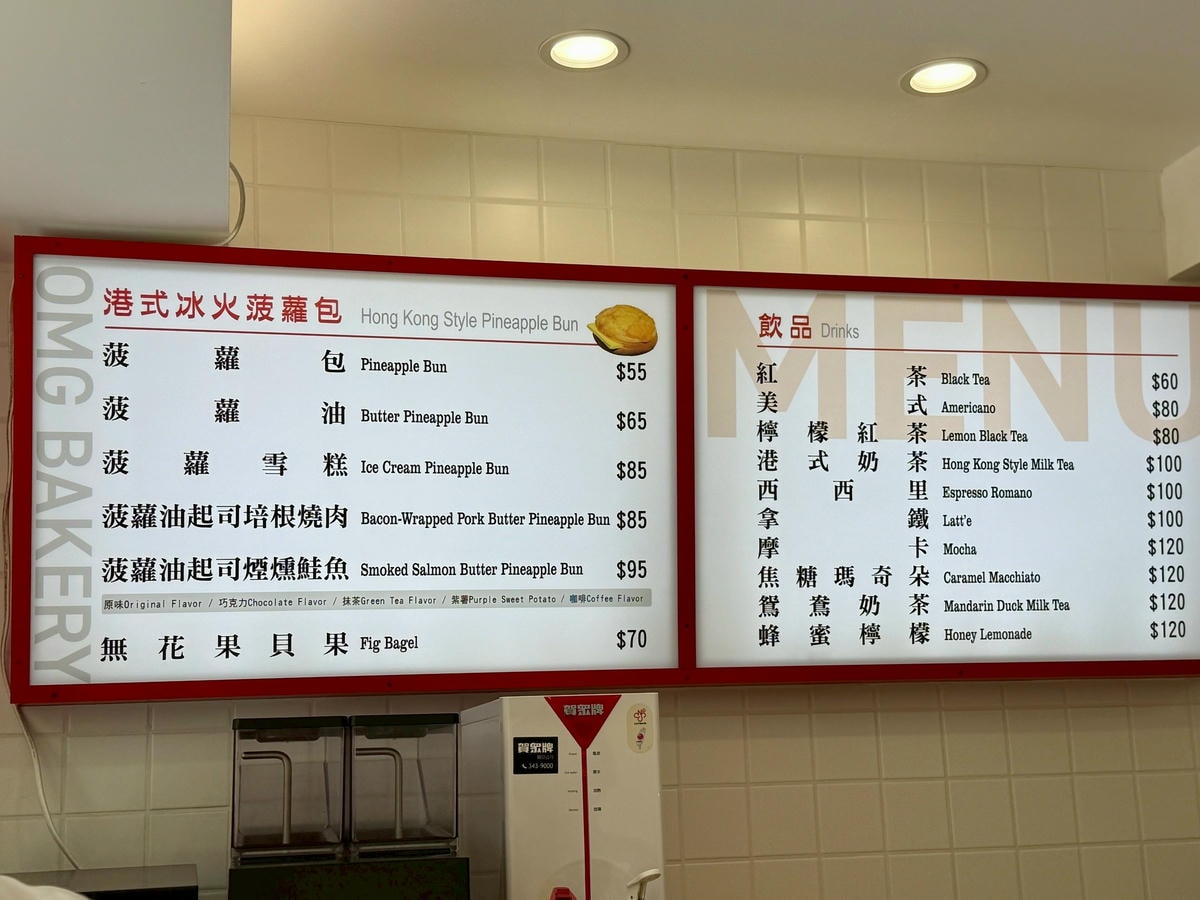 OMG BAKERY
港式冰火菠蘿包 Hong Kong Style Pineapple Bun
菠蘿包 Pineapple Bun $55
菠蘿油 Butter Pineapple Bun $65
菠蘿雪糕 Ice Cream Pineapple Bun $85
菠蘿油起司培根燒肉 Bacon-Wrapped Pork Butter Pineapple Bun $85
菠蘿油起司煙燻鮭魚 Smoked Salmon Butter Pineapple Bun $95
原味Original Flavor / 巧克力Chocolate Flavor / 抹茶Green Tea Flavor / 紫薯Purple Sweet Potato / 咖啡Coffee Flavor
無花果貝果 Fig Bagel $70
MENU
飲品 Drinks
紅茶 Black Tea $60
美式 Americano $80
檸檬紅茶 Lemon Black Tea $80
港式奶茶 Hong Kong Style Milk Tea $100
西西里 Espresso Romano $100
拿鐵 Latt'e $100
摩卡 Mocha $120
焦糖瑪奇朵 Caramel Macchiato $120
鴛鴦奶茶 Mandarin Duck Milk Tea $120
蜂蜜檸檬 Honey Lemonade $120
賀眾牌
賀眾牌
343-9000